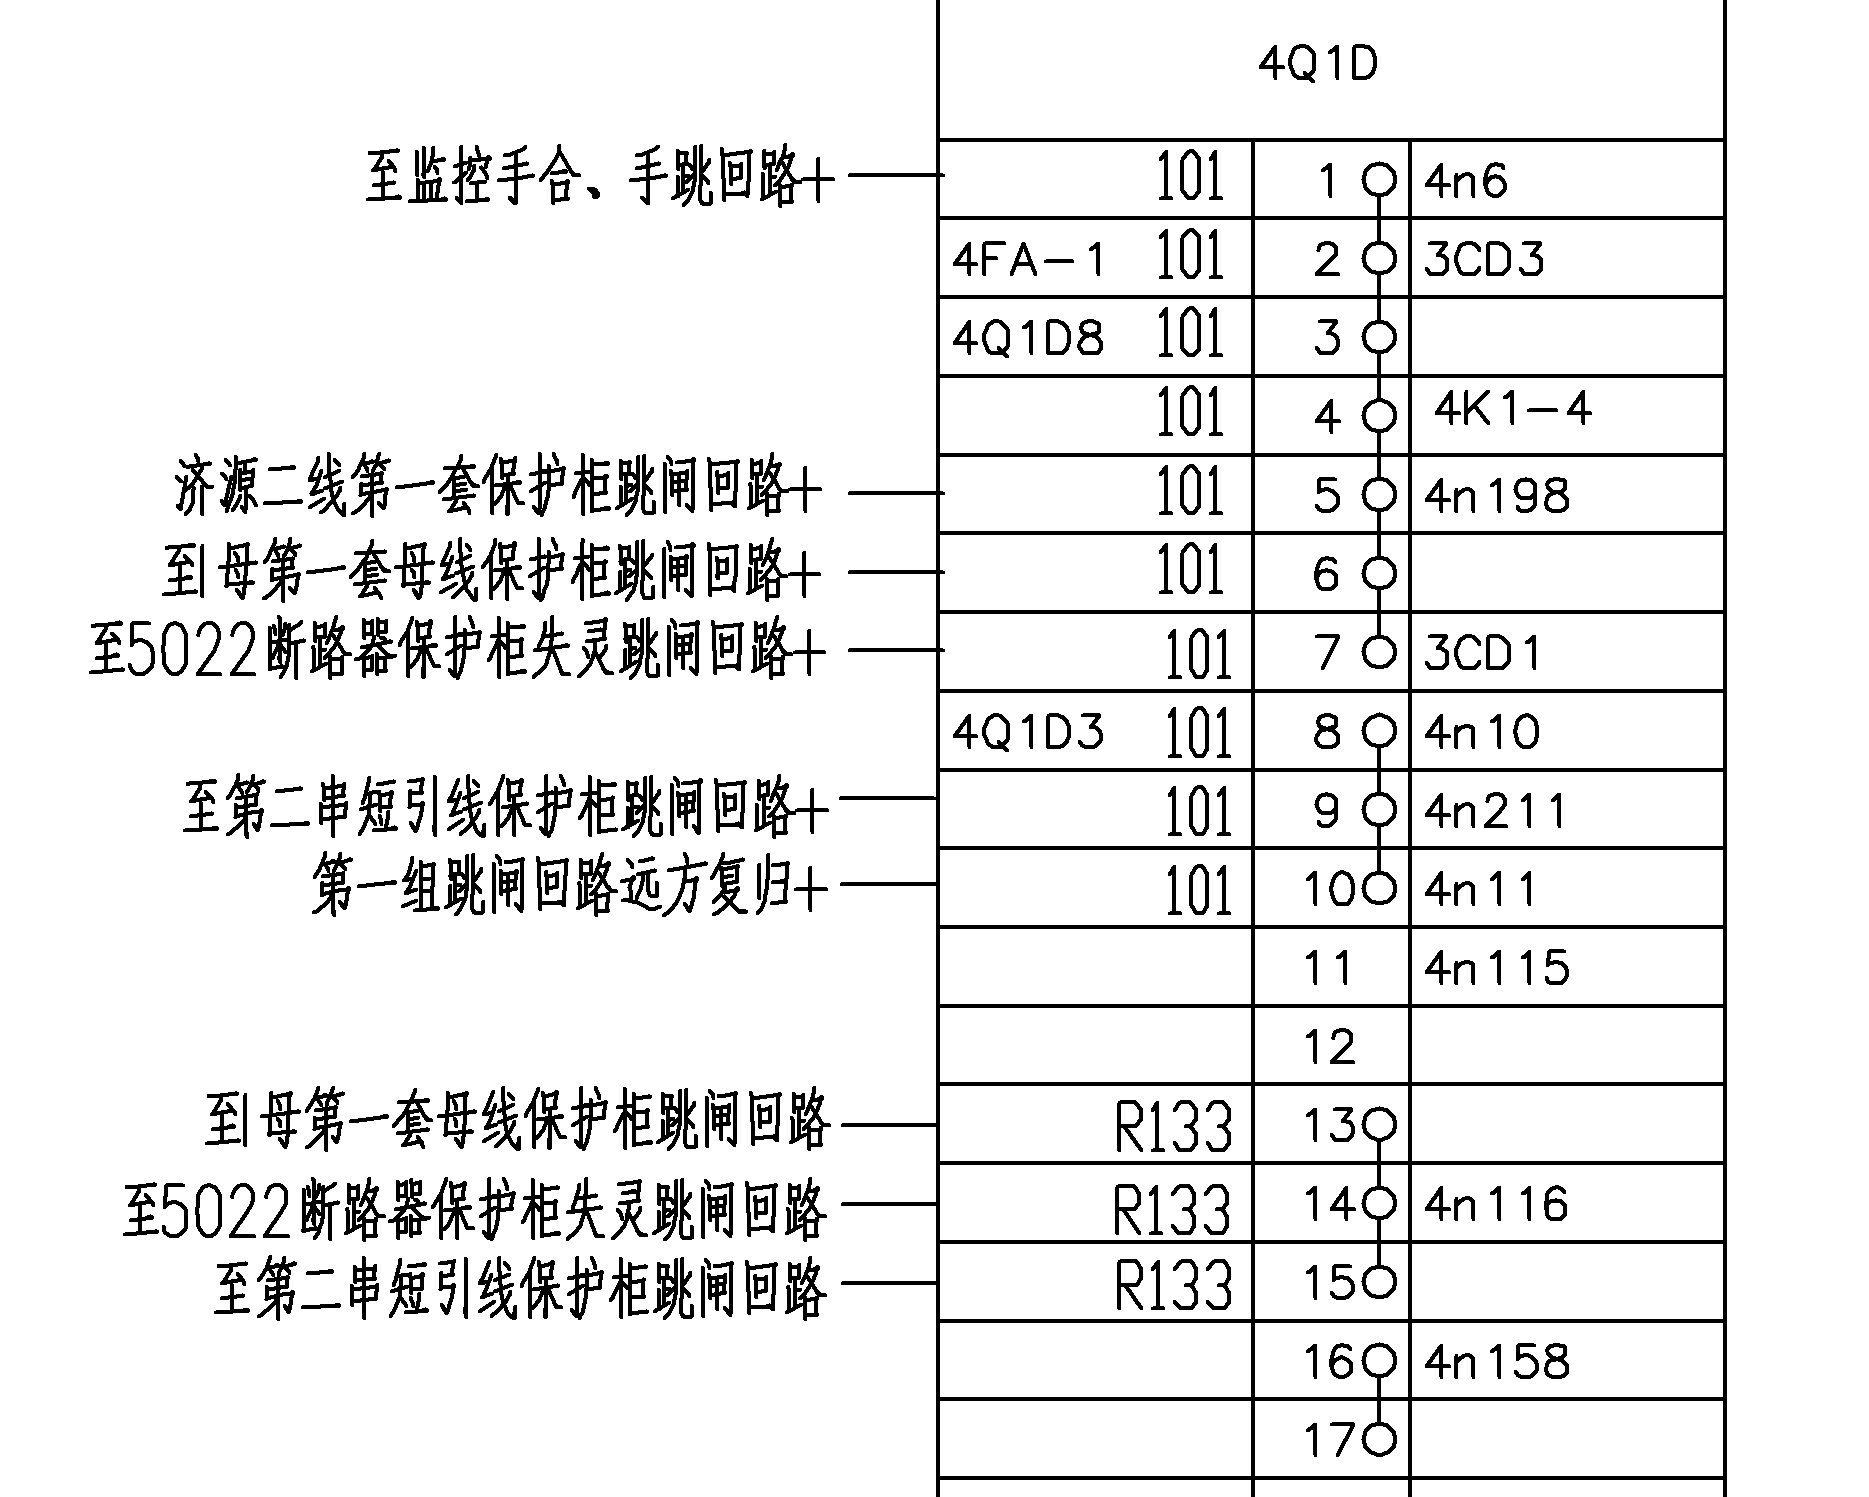 4Q1D
至监控手合、手跳回路+ 101 1 4n6
4FA-1 101 2 3CD3
4Q1D8 101 3
101 4 4K1-4
济源二线第一套保护柜跳闸回路+ 101 5 4n198
至I母第一套母线保护柜跳闸回路+ 101 6
至5022断路器保护柜失灵跳闸回路+ 101 7 3CD1
4Q1D3 101 8 4n10
至第二串短引线保护柜跳闸回路+ 101 9 4n211
第一组跳闸回路远方复归+ 101 10 4n11
11 4n115
12
至I母第一套母线保护柜跳闸回路 R133 13
至5022断路器保护柜失灵跳闸回路 R133 14 4n116
至第二串短引线保护柜跳闸回路 R133 15
16 4n158
17